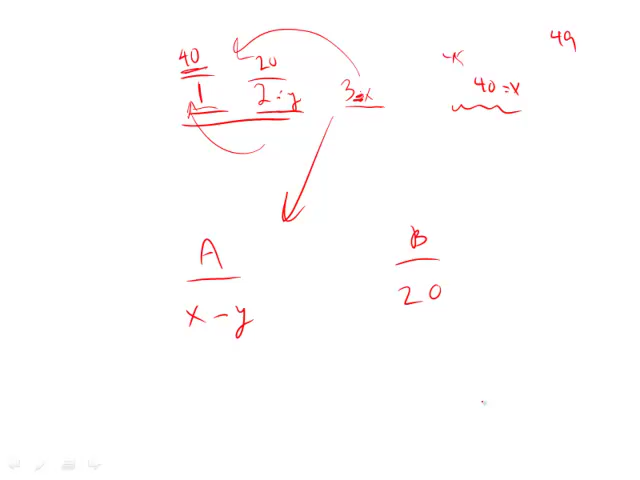 49
40 20
1 2 = y 3 = x 40 = x
A B
x - y 20